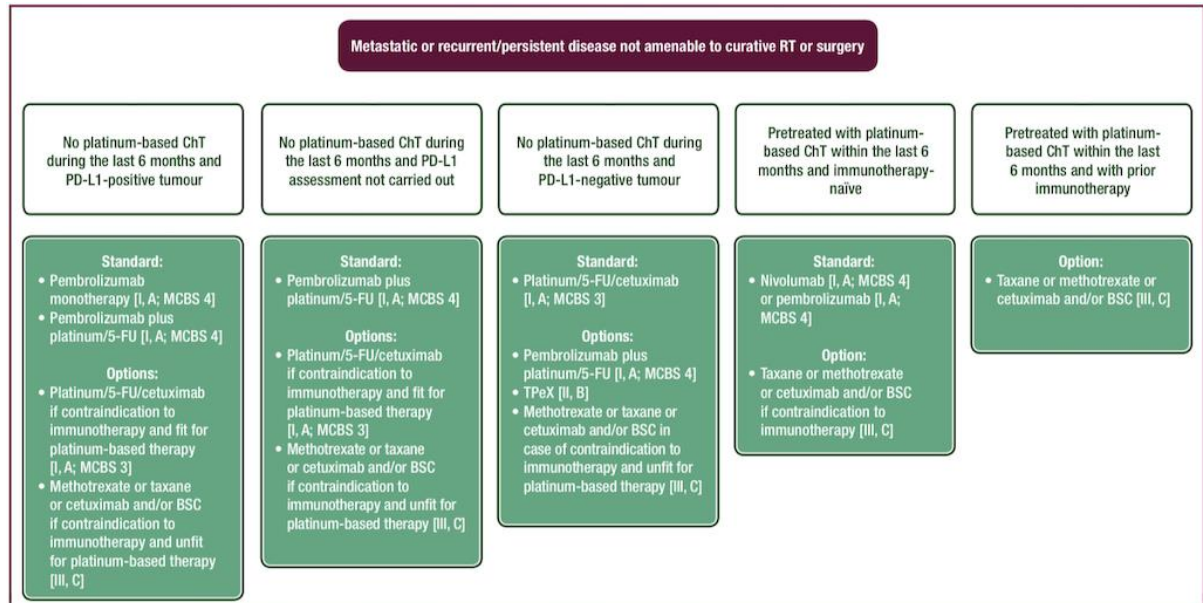 Metastatic or recurrent/persistent disease not amenable to curative RT or surgery
No platinum-based ChT
during the last 6 months and
PD-L1-positive tumour
No platinum-based ChT during
the last 6 months and PD-L1
assessment not carried out
No platinum-based ChT during
the last 6 months and
PD-L1-negative tumour
Pretreated with platinum-
based ChT within the last 6
months and immunotherapy-
naïve
Pretreated with platinum-
based ChT within the last
6 months and with prior
immunotherapy
Standard:
• Pembrolizumab
monotherapy [I, A; MCBS 4]
• Pembrolizumab plus
platinum/5-FU [I, A; MCBS 4]
Options:
• Platinum/5-FU/cetuximab
if contraindication to
immunotherapy and fit for
platinum-based therapy
[I, A; MCBS 3]
• Methotrexate or taxane
or cetuximab and/or BSC
if contraindication to
immunotherapy and unfit
for platinum-based therapy
[III, C]
Standard:
• Pembrolizumab plus
platinum/5-FU [I, A; MCBS 4]
Options:
• Platinum/5-FU/cetuximab
if contraindication to
immunotherapy and fit for
platinum-based therapy
[I, A; MCBS 3]
• Methotrexate or taxane
or cetuximab and/or BSC
if contraindication to
immunotherapy and unfit for
platinum-based therapy [III, C]
Standard:
• Platinum/5-FU/cetuximab
[I, A; MCBS 3]
Options:
• Pembrolizumab plus
platinum/5-FU [I, A; MCBS 4]
• TPeX [II, B]
• Methotrexate or taxane or
cetuximab and/or BSC in
case of contraindication to
immunotherapy and unfit for
platinum-based therapy [III, C]
Standard:
• Nivolumab [I, A; MCBS 4]
or pembrolizumab [I, A;
MCBS 4]
Option:
• Taxane or methotrexate
or cetuximab and/or BSC
if contraindication to
immunotherapy [III, C]
Option:
• Taxane or methotrexate or
cetuximab and/or BSC [III, C]